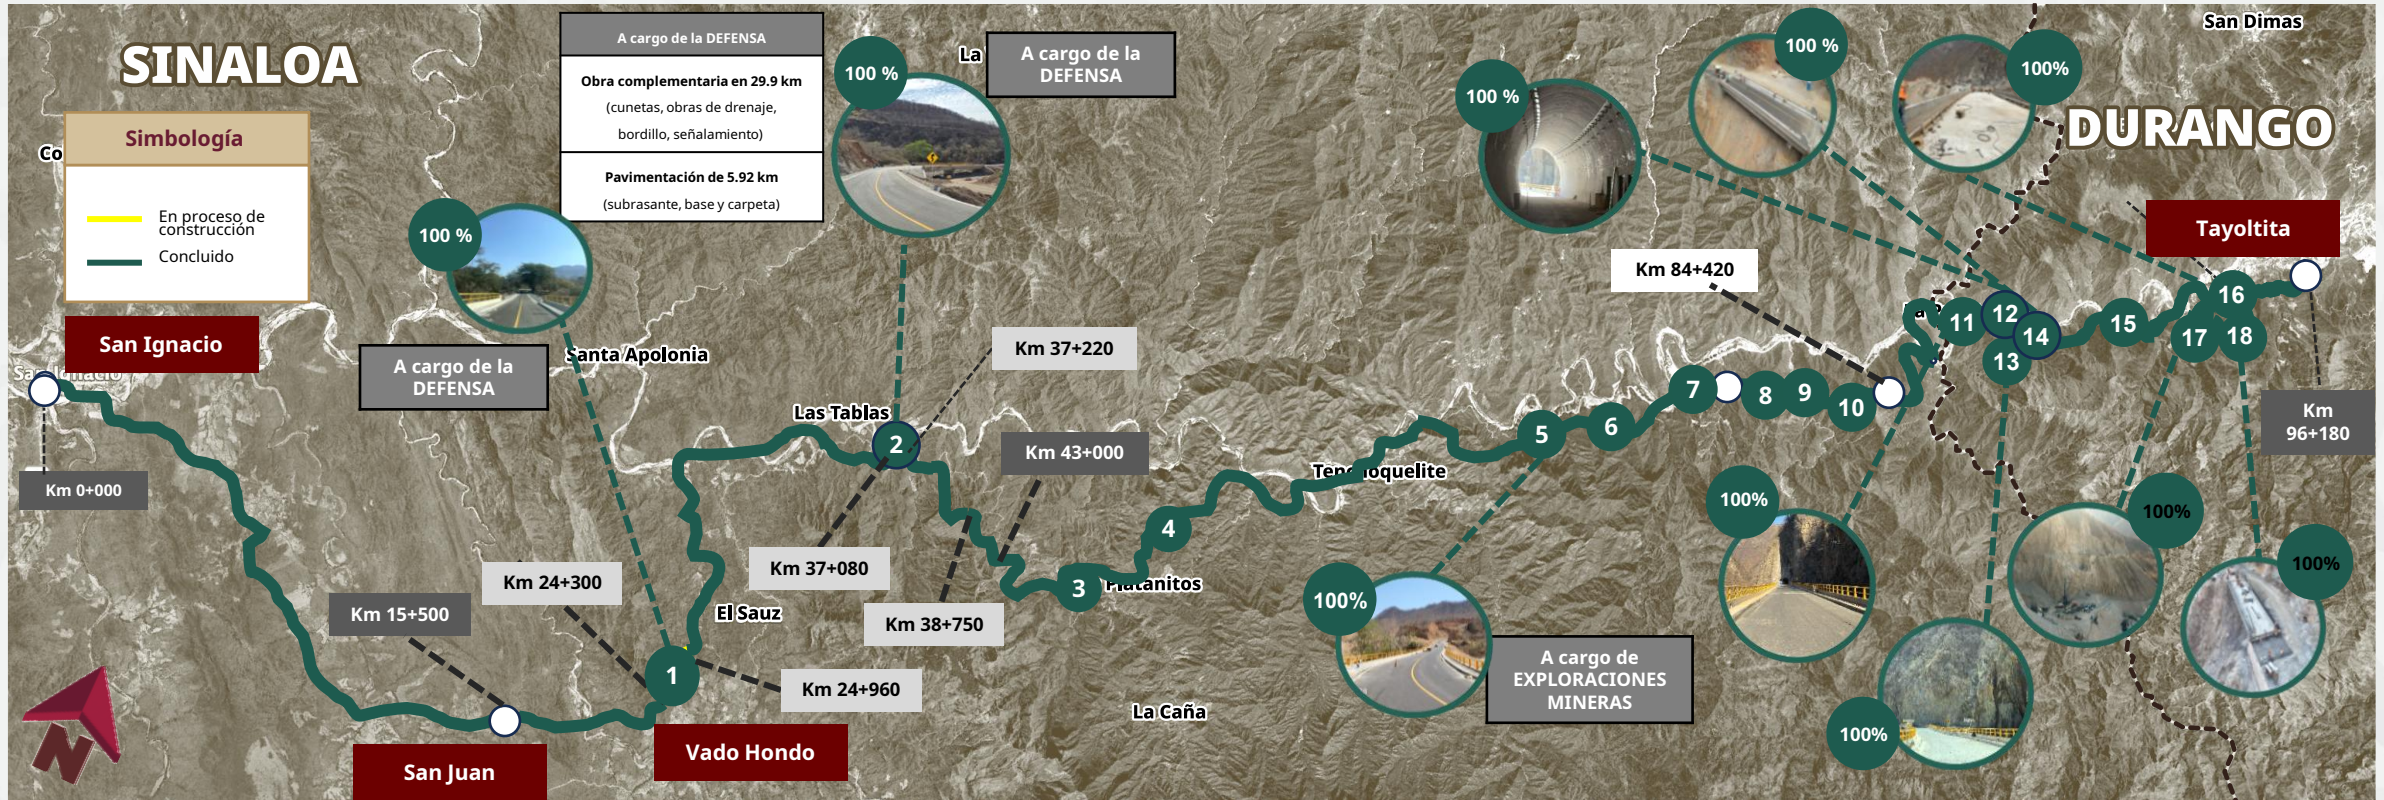 SINALOA
Simbología
En proceso de
construcción
Concluido
San Ignacio
Km 0+000
A cargo de la DEFENSA
Obra complementaria en 29.9 km
(cunetas, obras de drenaje,
bordillo, señalamiento)
Pavimentación de 5.92 km
(subrasante, base y carpeta)
100 %
A cargo de la
DEFENSA
Santa Apolonia
100 %
La
A cargo de la
DEFENSA
Las Tablas
Km 37+220
Km 43+000
2
Km 37+080
Km 38+750
Km 24+300
Km 15+500
El Sauz
1
Km 24+960
San Juan
Vado Hondo
N
3
Platanitos
4
La Caña
5
6
7
8
9
10
100%
A cargo de
EXPLORACIONES
MINERAS
100 %
100 %
100%
San Dimas
DURANGO
Tayoltita
Km 84+420
11
12
13
14
15
16
17
18
Km
96+180
100%
100%
100%
100%